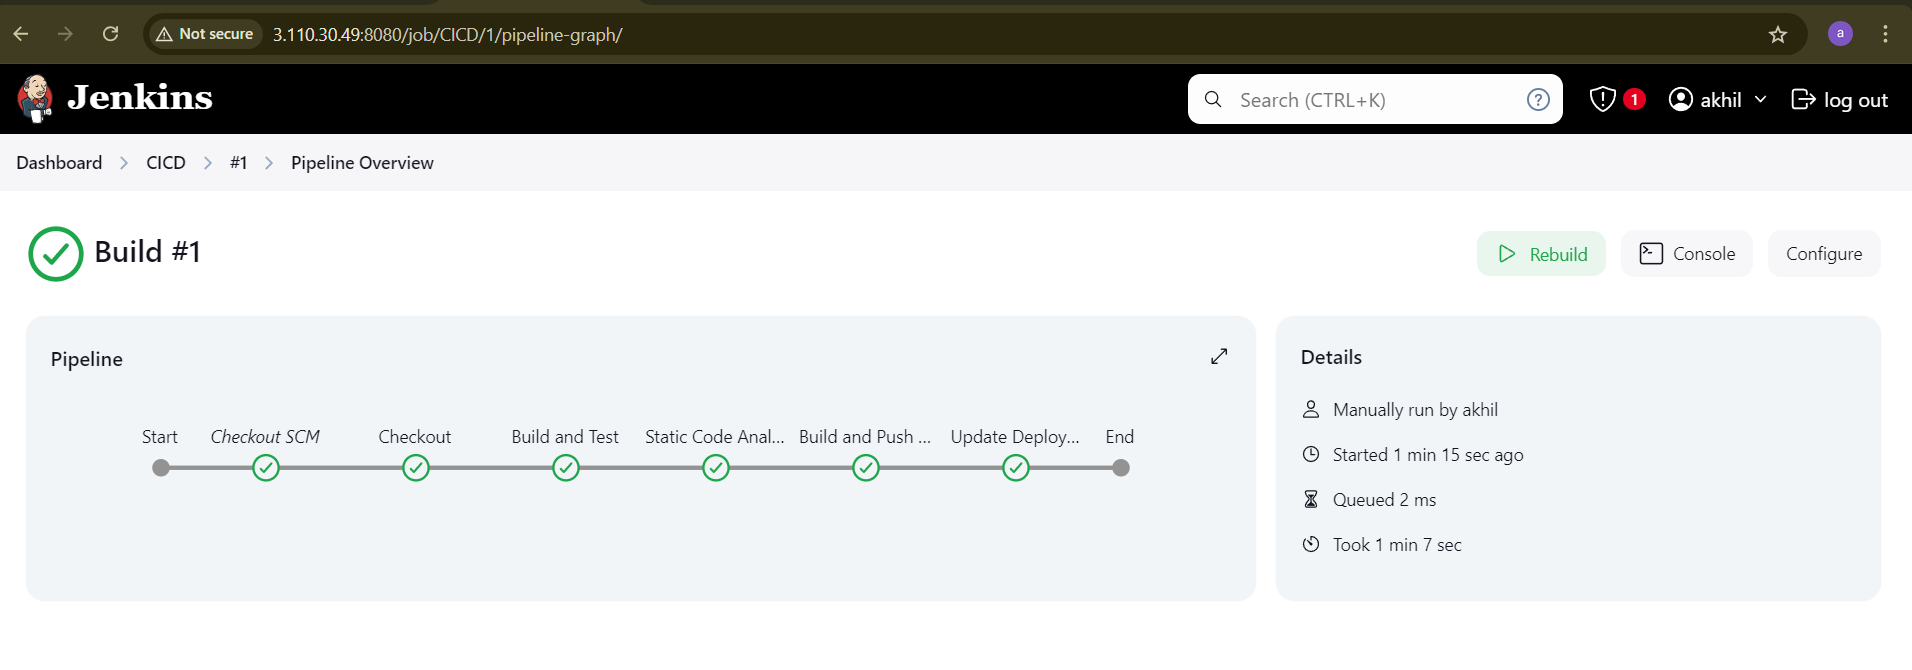 Not secure 3.110.30.49:8080/job/CICD/1/pipeline-graph/ a
Jenkins Search (CTRL+K) ? 1 akhil log out
Dashboard CICD #1 Pipeline Overview
Build #1 Rebuild Console Configure
Pipeline
Start Checkout SCM Checkout Build and Test Static Code Anal... Build and Push ... Update Deploy... End
Details
Manually run by akhil
Started 1 min 15 sec ago
Queued 2 ms
Took 1 min 7 sec